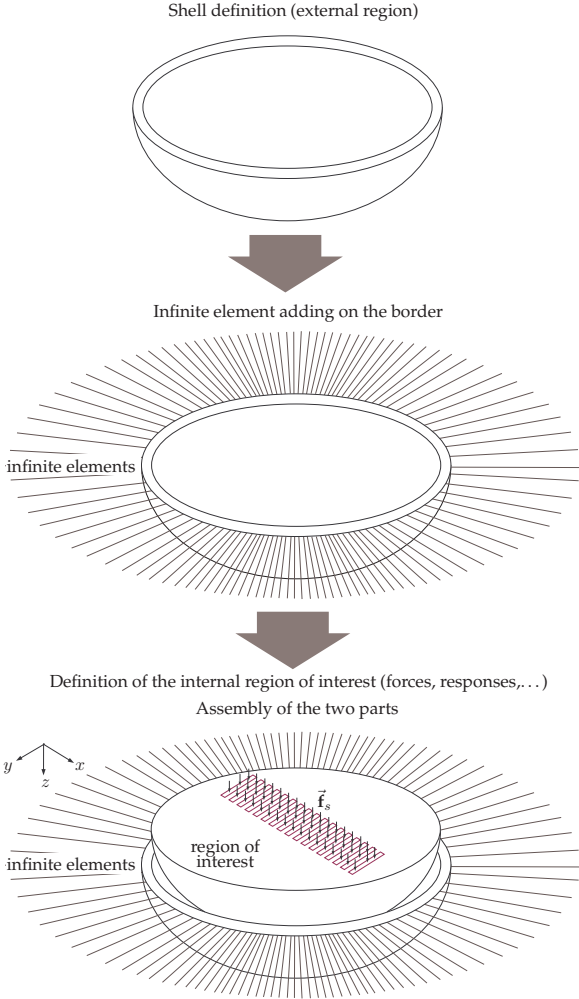 Shell definition (external region)
Infinite element adding on the border
infinite elements
Definition of the internal region of interest (forces, responses,...)
Assembly of the two parts
y z x
f⃗s
region of
interest
infinite elements